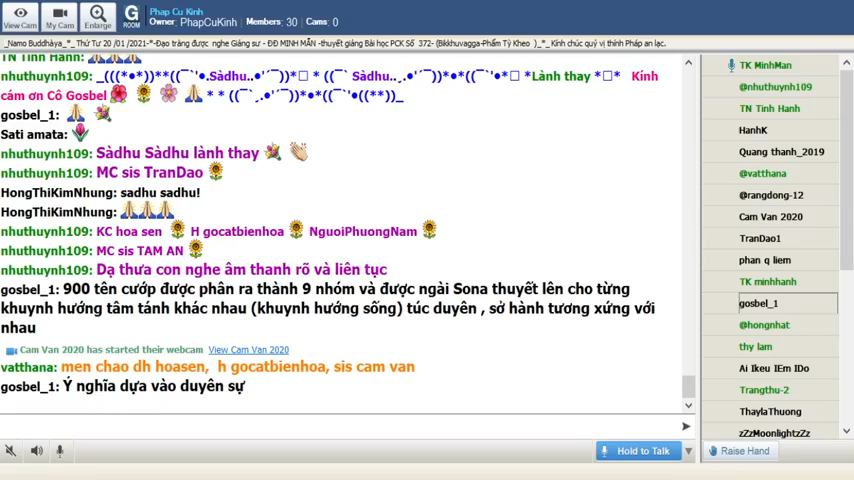 View Cam
My Cam
Enlarge
G
ROOM
Phap Cu Kinh
Owner: PhapCuKinh Members: 30 Cams: 0
_Namo Buddhàya_*_ Thứ Tư 20 /01 /2021-*-Đạo tràng được nghe Giảng sư - ĐĐ MINH MẪN -thuyết giảng Bài học PCK Số 372- (Bikkhuvagga-Phẩm Tỳ Kheo )_*_ Kính chúc quý vị thính Pháp an lạc.
TN Tinh Hanh:
nhuthuynh109: _(((*•*))**((¯`'•.Sàdhu..•'´¯))*□ * ((¯` Sàdhu..¸.•'´¯))*•*((¯`'•□ *Lành thay *□* Kính
cám ơn Cô Gosbel * * ((¯`¸.•'´¯))*•*((¯`'•((**))_
gosbel_1:
Sati amata:
nhuthuynh109: Sàdhu Sàdhu lành thay
nhuthuynh109: MC sis TranDao
HongThiKimNhung: sadhu sadhu!
HongThiKimNhung:
nhuthuynh109: KC hoa sen H gocatbienhoa NguoiPhuongNam
nhuthuynh109: MC sis TAM AN
nhuthuynh109: Dạ thưa con nghe âm thanh rõ và liên tục
gosbel_1: 900 tên cướp được phân ra thành 9 nhóm và được ngài Sona thuyết lên cho từng
khuynh hướng tâm tánh khác nhau (khuynh hướng sống) túc duyên , sở hành tương xứng với
nhau
Cam Van 2020 has started their webcam View Cam Van 2020
vatthana: men chao dh hoasen, h gocatbienhoa, sis cam van
gosbel_1: Ý nghĩa dựa vào duyên sự
Hold to Talk
TK MinhMan
@nhuthuynh109
TN Tinh Hanh
HanhK
Quang thanh_2019
@vatthana
@rangdong-12
Cam Van 2020
TranDao1
phan q liem
TK minhhanh
gosbel_1
@hongnhat
thy lam
Ai Ikeu IEm IDo
Trangthu-2
ThaylaThuong
zZzMoonlightzZz
Raise Hand